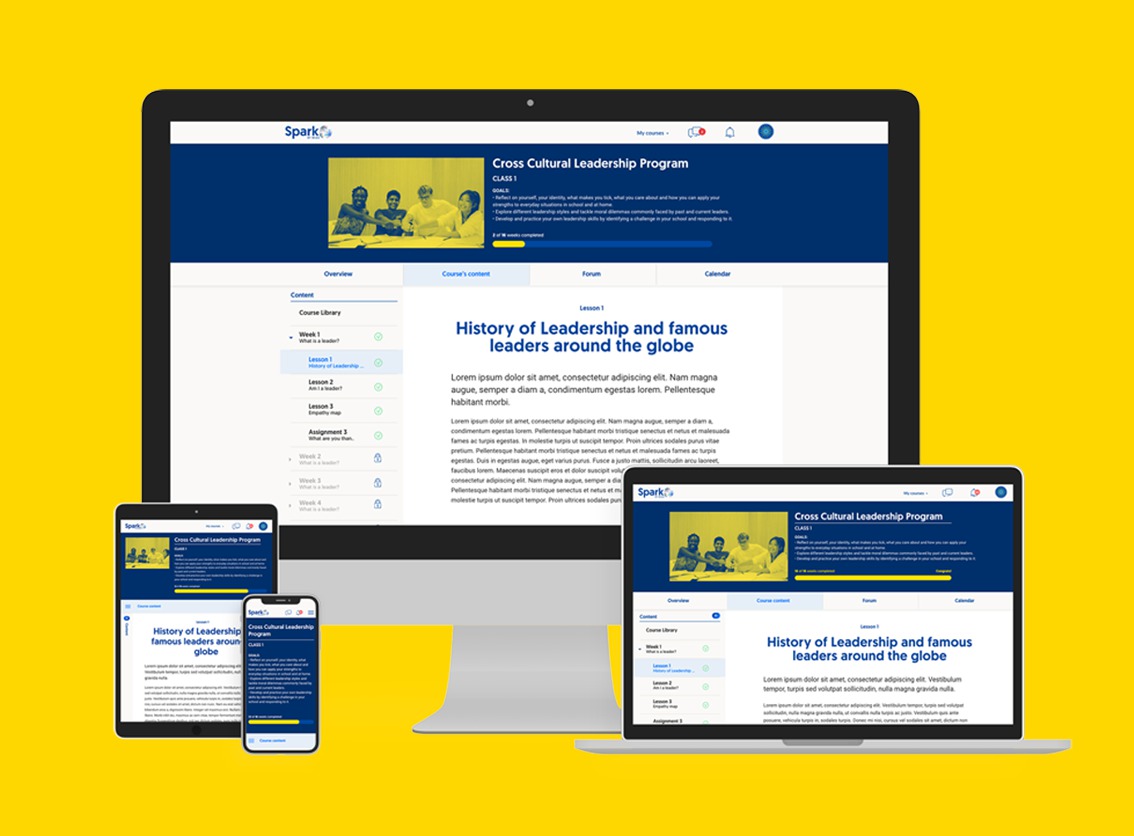 Spark
My courses
Cross Cultural Leadership Program
CLASS 1
GOALS:
• Reflect on yourself, your identity, what makes you tick, what you care about and how you can apply your
strengths to everyday situations in school and at home.
• Explore different leadership styles and tackle moral dilemmas commonly faced by past and current leaders.
• Develop and practice your own leadership skills by identifying a challenge in your school and responding to it.
2 of 16 weeks completed
Overview
Course's content
Forum
Calendar
Content
Course Library
Week 1
What is a leader?
Lesson 1
History of Leadership ...
Lesson 2
Am I a leader?
Lesson 3
Empathy map
Assignment 3
What are you than..
Week 2
What is a leader?
Week 3
What is a leader?
Week 4
What is a leader?
Lesson 1
History of Leadership and famous
leaders around the globe
Lorem ipsum dolor sit amet, consectetur adipiscing elit. Nam magna
augue, semper a diam a, condimentum egestas lorem. Pellentesque
habitant morbi.
Lorem ipsum dolor sit amet, consectetur adipiscing elit. Nam magna augue, semper a diam a,
condimentum egestas lorem. Pellentesque habitant morbi tristique senectus et netus et malesuada
fames ac turpis egestas. In molestie turpis ut suscipit tempor. Proin ultrices sodales purus vitae
pretium. Pellentesque habitant morbi tristique senectus et netus et malesuada fames ac turpis
egestas. Duis in egestas augue, eget varius purus. Fusce a justo mattis, sollicitudin arcu laoreet,
faucibus lorem. Maecenas suscipit eros et dolor suscipit
Pellentesque habitant morbi tristique senectus et netus et
ut suscipit tempor. Proin ultrices sodales purus
Spark
My courses
Cross Cultural Leadership Program
CLASS 1
GOALS:
• Reflect on yourself, your identity, what makes you tick, what you care about and how you can apply your
strengths to everyday situations in school and at home.
• Explore different leadership styles and tackle moral dilemmas commonly faced by past and current leaders.
• Develop and practice your own leadership skills by identifying a challenge in your school and responding to it.
weeks completed
Congrats!
Overview
Course content
Forum
Calendar
Content
Course Library
Week 1
What is a leader?
Lesson 1
History of Leadership...
Lesson 2
Am I a leader?
Lesson 3
Empathy map
Assignment 3
Lesson 1
History of Leadership and famous
leaders around the globe
Lorem ipsum dolor sit amet, consectetur adipiscing elit. Vestibulum
tempor, turpis sed volutpat sollicitudin, nulla magna gravida nulla.
Lorem ipsum dolor sit amet, consectetur adipiscing elit. Vestibulum tempor, turpis sed
volutpat sollicitudin, nulla magna gravida nulla, ut convallis nulla turpis ac justo. Vestibulum quis ante
posuere, vehicula turpis in, sodales turpis. Donec mi nisi, cursus vel sodales sit amet, dictum non
Spark
My courses
Cross Cultural Leadership Program
CLASS 1
GOALS:
weeks completed
Course content
Content
Lesson 1
History of Leadership
famous leaders around
globe
Lorem ipsum dolor sit amet, consectetur
Vestibulum tempor, turpis sed volutpat sollicitudin
magna gravida nulla.
Spark
Cross Cultural Leadership
Program
CLASS 1
GOALS:
• Reflect on yourself, your identity, what
makes you tick, what you care about and
how you can apply your strengths to
everyday situations in school and at home.
• Explore different leadership styles and
tackle moral dilemmas commonly faced by
past and current leaders.
• Develop and practice your own leadership
skills by identifying a challenge in your
school and responding to it.
weeks completed
Course content